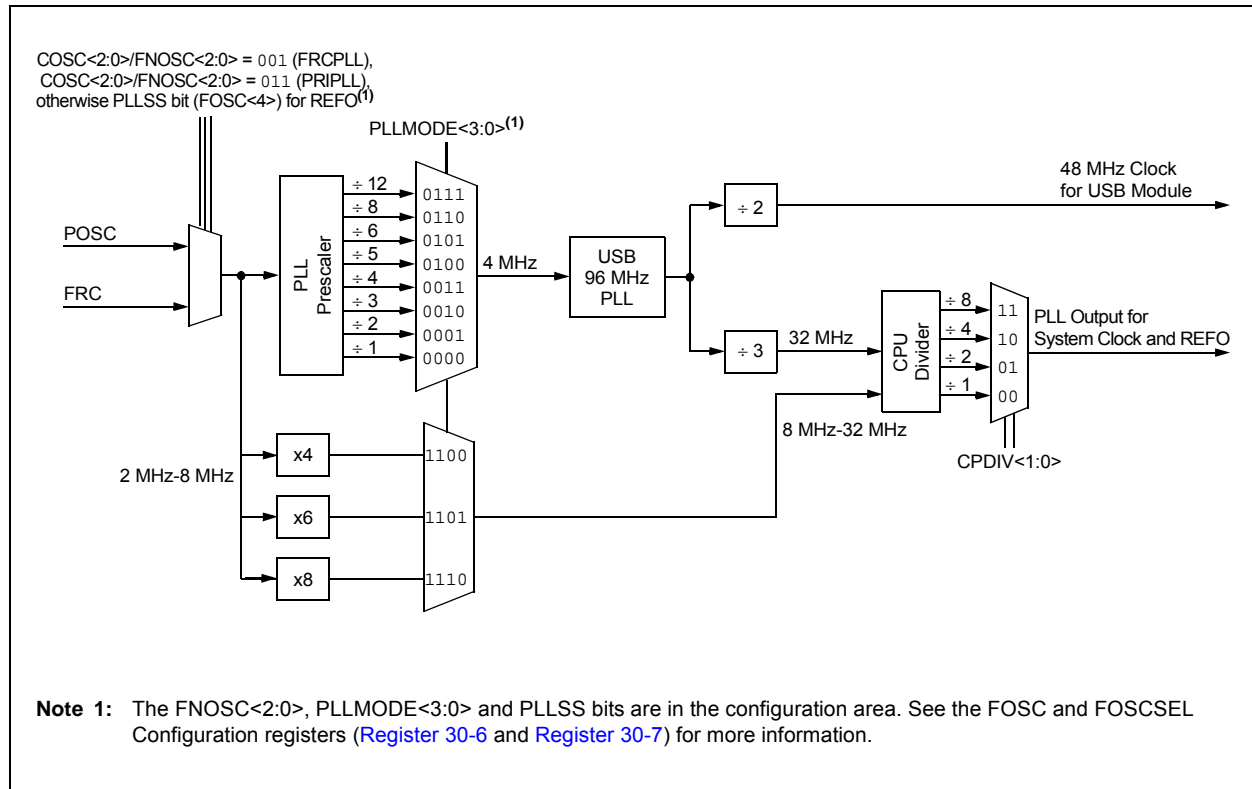 COSC<2:0>/FNOSC<2:0> = 001 (FRCPLL),
COSC<2:0>/FNOSC<2:0> = 011 (PRIPLL),
otherwise PLLSS bit (FOSC<4>) for REFO(1)
PLLMODE<3:0>(1)
POSC
FRC
PLL
Prescaler
÷ 12
÷ 8
÷ 6
÷ 5
÷ 4
÷ 3
÷ 2
÷ 1
0111
0110
0101
0100
0011
0010
0001
0000
4 MHz
USB
96 MHz
PLL
÷ 2
48 MHz Clock
for USB Module
÷ 3
32 MHz
CPU
Divider
÷ 8
÷ 4
÷ 2
÷ 1
11
10
01
00
PLL Output for
System Clock and REFO
CPDIV<1:0>
8 MHz-32 MHz
2 MHz-8 MHz
x4
x6
x8
1100
1101
1110
Note 1: The FNOSC<2:0>, PLLMODE<3:0> and PLLSS bits are in the configuration area. See the FOSC and FOSCSEL
Configuration registers (Register 30-6 and Register 30-7) for more information.